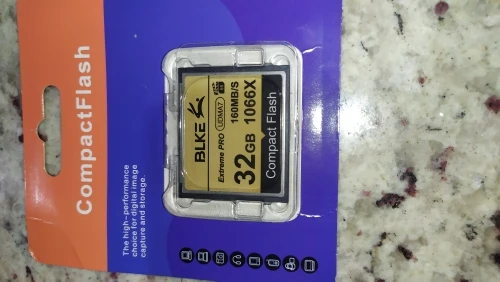 CompactFlash
The high-performance
choice for digital image
capture and storage.
BLKE
Extreme PRO UDMA7
160MB/S
32GB 1066X
Compact Flash